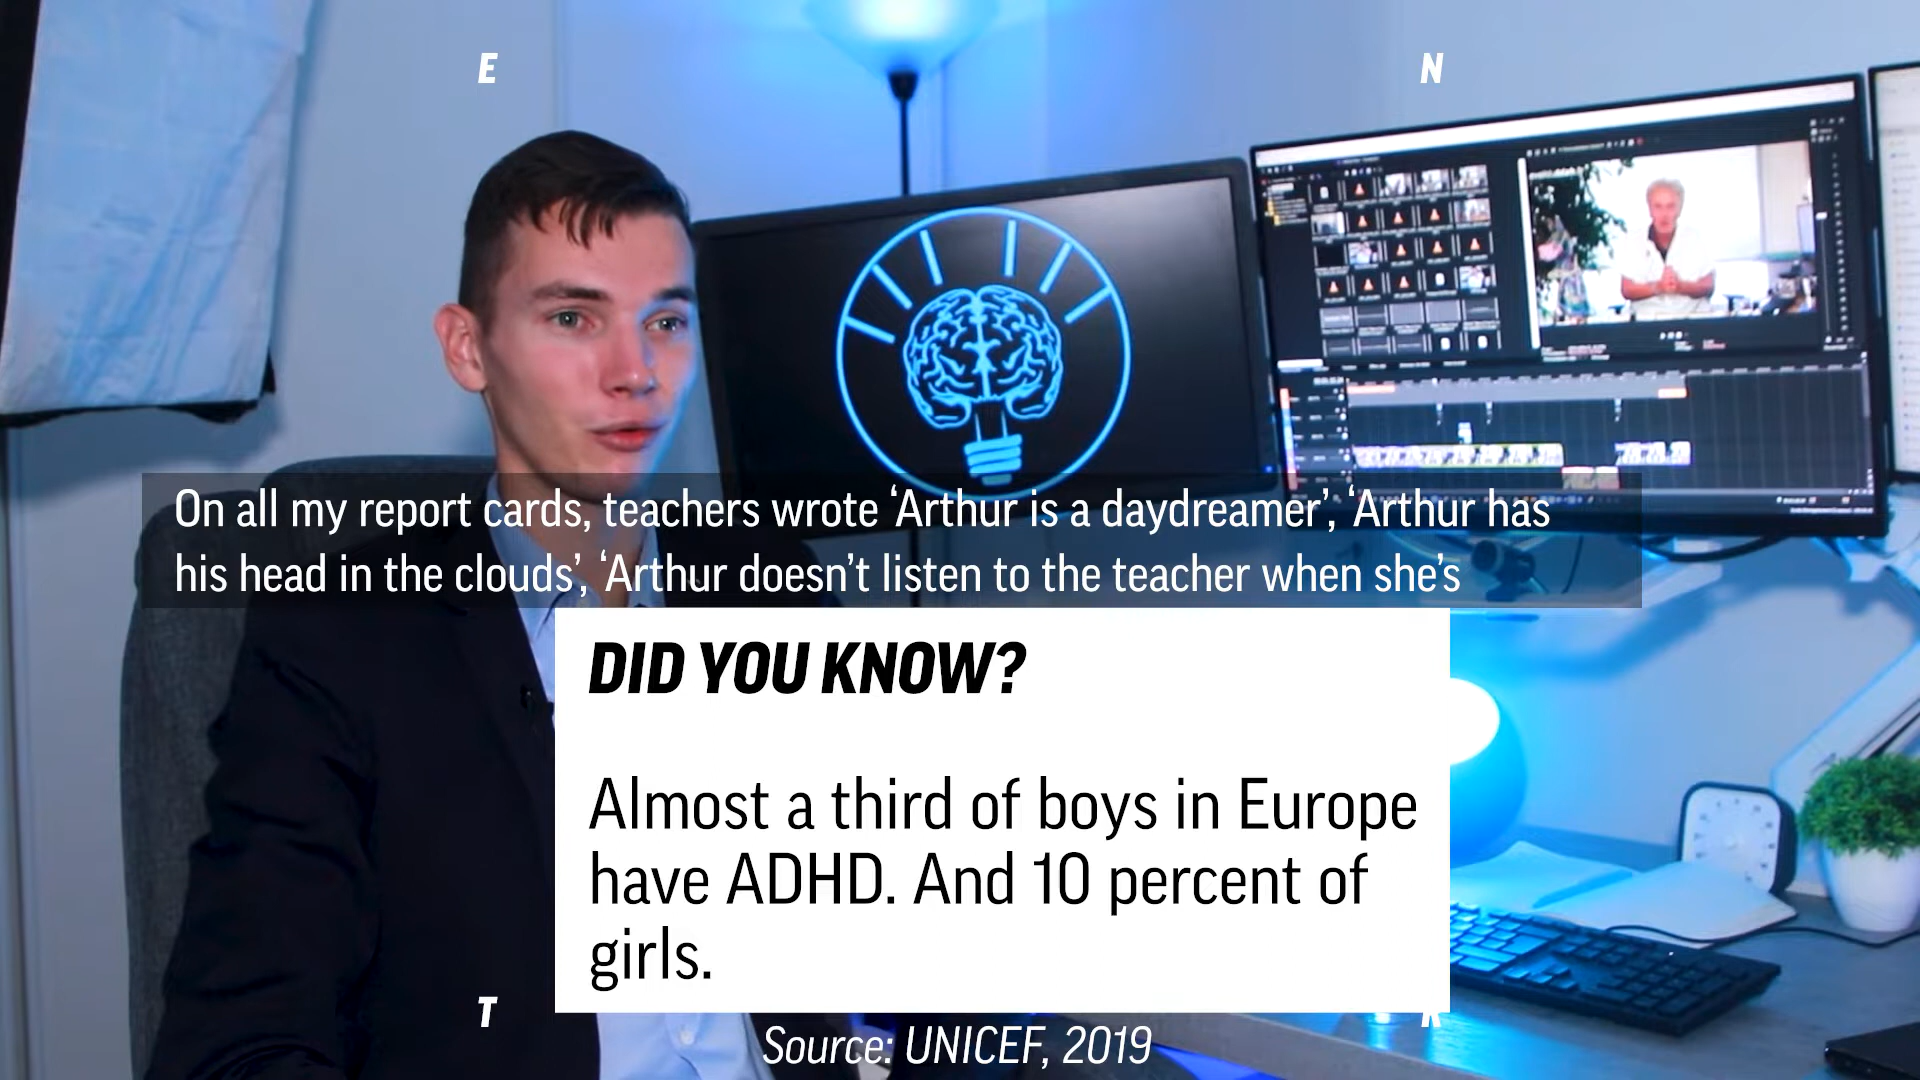 E N
On all my report cards, teachers wrote ‘Arthur is a daydreamer’, ‘Arthur has
his head in the clouds’, ‘Arthur doesn’t listen to the teacher when she’s
DID YOU KNOW?
Almost a third of boys in Europe
have ADHD. And 10 percent of
girls.
T
Source: UNICEF, 2019